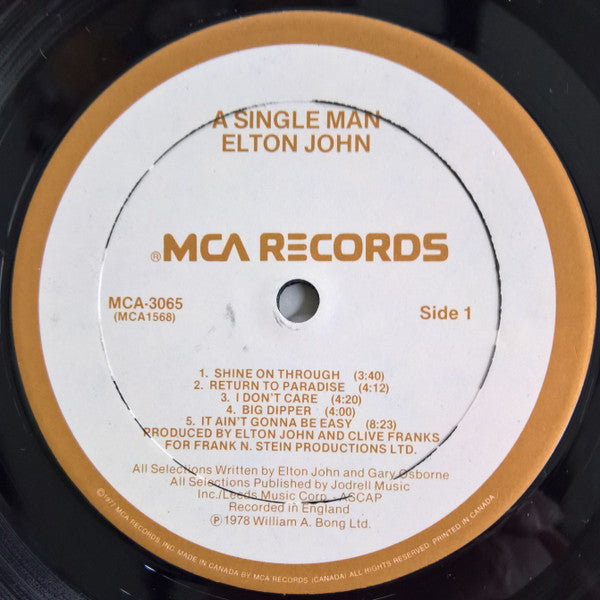 A SINGLE MAN
ELTON JOHN
®MCA RECORDS
MCA-3065
(MCA1568)
Side 1
1. SHINE ON THROUGH (3:40)
2. RETURN TO PARADISE (4:12)
3. I DON'T CARE (4:20)
4. BIG DIPPER (4:00)
5. IT AIN'T GONNA BE EASY (8:23)
PRODUCED BY ELTON JOHN AND CLIVE FRANKS
FOR FRANK N. STEIN PRODUCTIONS LTD.
All Selections Written by Elton John and Gary Osborne
All Selections Published by Jodrell Music
Inc./Leeds Music Corp. - ASCAP
Recorded in England
℗ 1978 William A. Bong Ltd.
©1977 MCA RECORDS, INC. MADE IN CANADA BY MCA RECORDS (CANADA) ALL RIGHTS RESERVED. PRINTED IN CANADA.